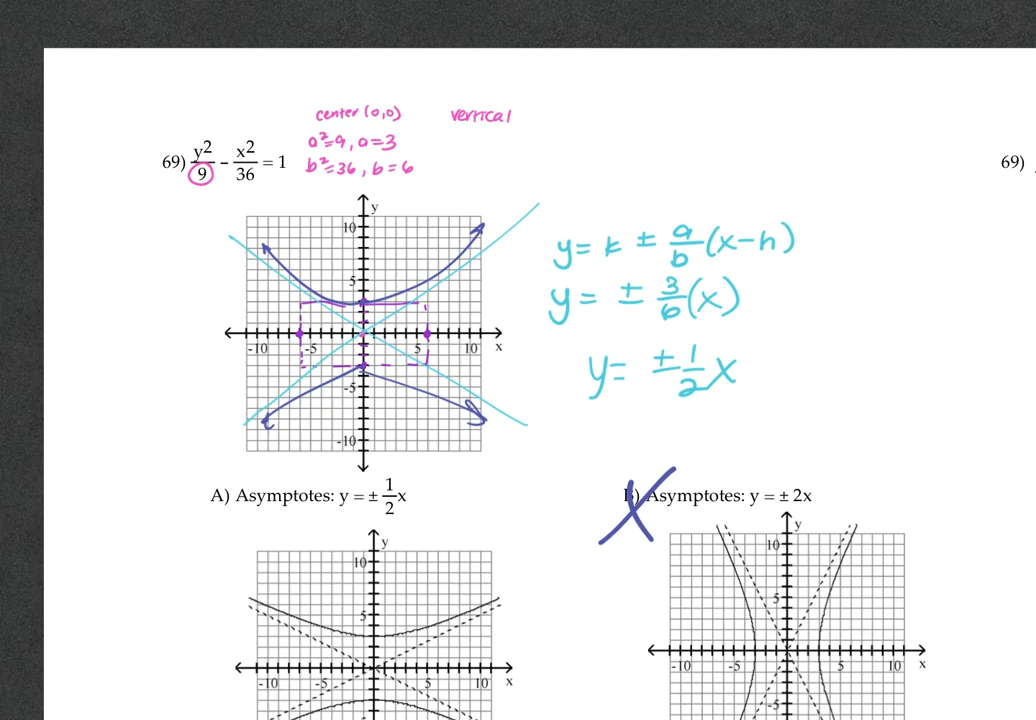 center (0,0) vertical
a²=9, a=3
69) y2/9 - x2/36 = 1
b²=36, b=6
69)
y
10
5
-10 -5 5 10 x
-5
-10
y= k ± a/b (x-h)
y= ± 3/6 (x)
y= ± 1/2 x
A) Asymptotes: y = ± 1/2 x
B) Asymptotes: y = ± 2x
y
10
5
-10 -5 5 10 x
y
10
5
-10 -5 5 10 x
-5